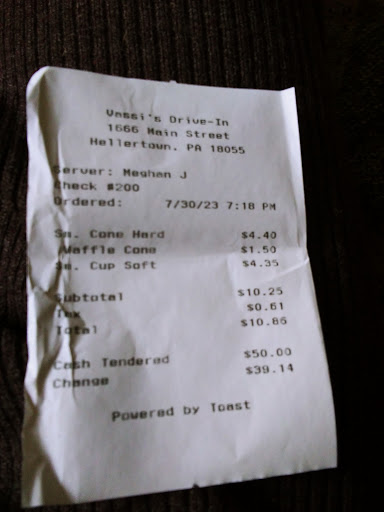 Vassi's Drive-In
1666 Main Street
Hellertown, PA 18055
Server: Meghan J
Check #200
Ordered: 7/30/23 7:18 PM
Sm. Cone Hard $4.40
Waffle Cone $1.50
Sm. Cup Soft $4.35
Subtotal $10.25
Tax $0.61
Total $10.86
Cash Tendered $50.00
Change $39.14
Powered by Toast